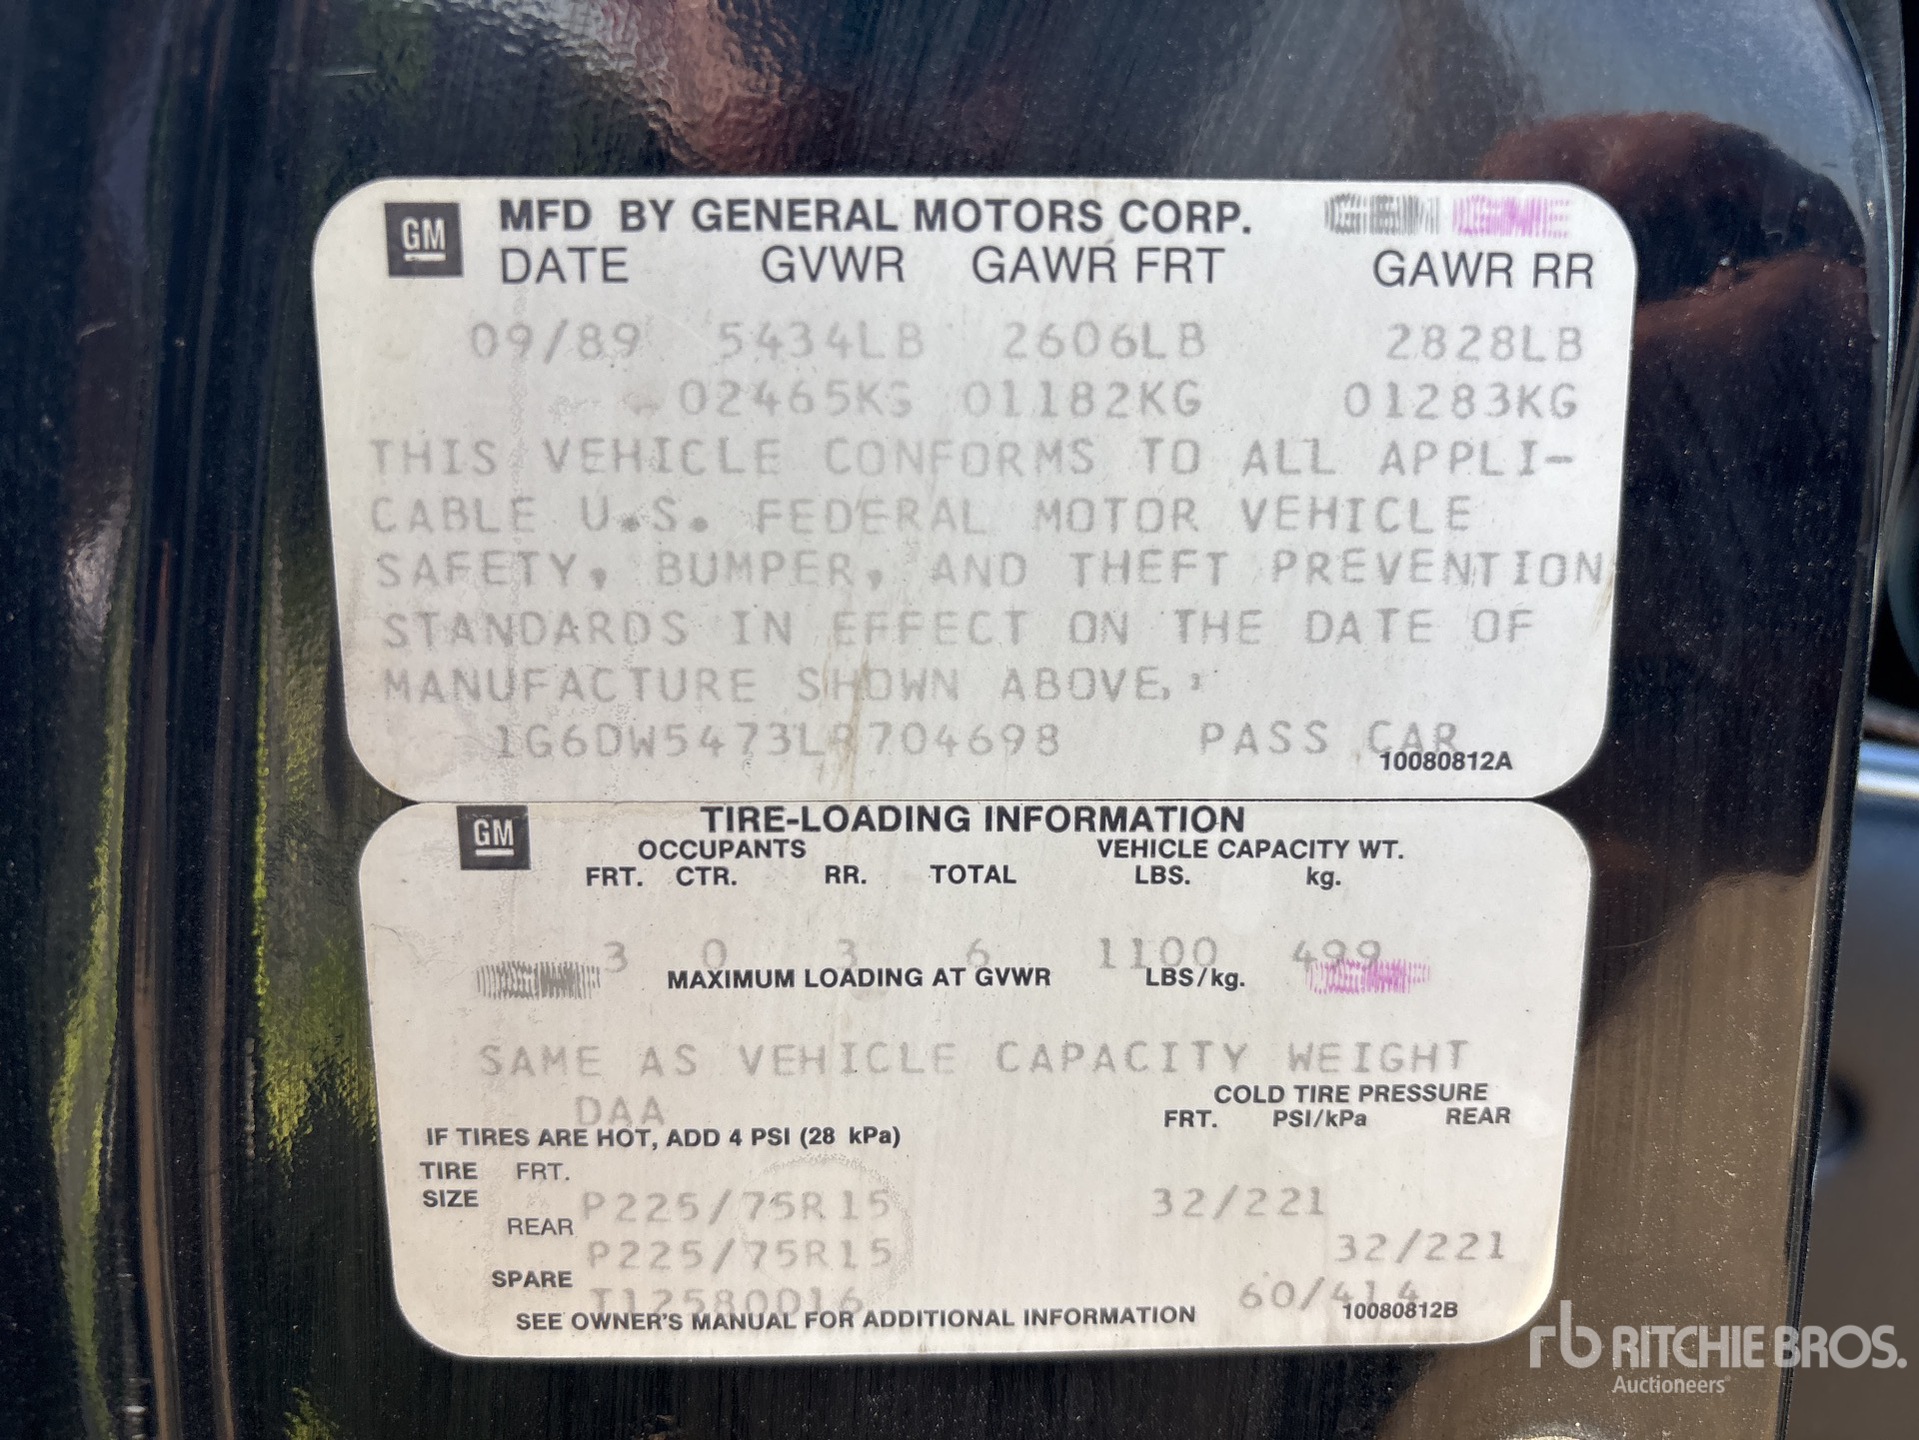 GM MFD BY GENERAL MOTORS CORP. GBM GME
DATE GVWR GAWR FRT GAWR RR
09/89 5434LB 2606LB 2828LB
02465KG 01182KG 01283KG
THIS VEHICLE CONFORMS TO ALL APPLI-
CABLE U.S. FEDERAL MOTOR VEHICLE
SAFETY, BUMPER, AND THEFT PREVENTION
STANDARDS IN EFFECT ON THE DATE OF
MANUFACTURE SHOWN ABOVE.
1G6DW5473LR704698 PASS CAR
10080812A
GM TIRE-LOADING INFORMATION
OCCUPANTS VEHICLE CAPACITY WT.
FRT. CTR. RR. TOTAL LBS. kg.
3 0 3 6 1100 499
MAXIMUM LOADING AT GVWR LBS/kg.
SAME AS VEHICLE CAPACITY WEIGHT
COLD TIRE PRESSURE
DAA FRT. PSI/kPa REAR
IF TIRES ARE HOT, ADD 4 PSI (28 kPa)
TIRE FRT.
SIZE P225/75R15 32/221
REAR P225/75R15 32/221
SPARE T12580D16 60/414
SEE OWNER'S MANUAL FOR ADDITIONAL INFORMATION 10080812B
rb RITCHIE BROS.
Auctioneers